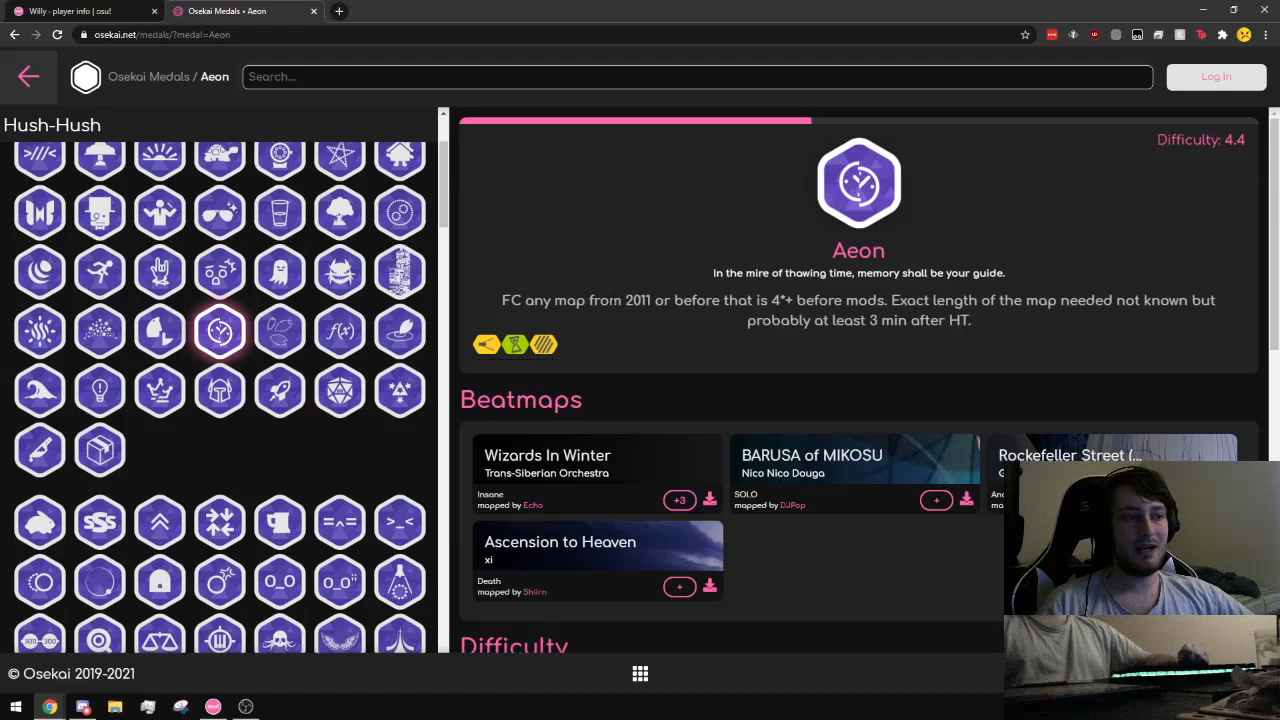 Willy · player info | osu!
Osekai Medals • Aeon
osekai.net/medals/?medal=Aeon
Osekai Medals / Aeon
Search...
Log In
Hush-Hush
Difficulty: 4.4
Aeon
In the mire of thawing time, memory shall be your guide.
FC any map from 2011 or before that is 4*+ before mods. Exact length of the map needed not known but
probably at least 3 min after HT.
Beatmaps
Wizards In Winter
Trans-Siberian Orchestra
Insane
mapped by Echo
+3
BARUSA of MIKOSU
Nico Nico Douga
SOLO
mapped by DJPop
+
Rockefeller Street (...
Ascension to Heaven
xi
Death
mapped by Shiirn
+
Difficulty
>///<
f(x)
SSS
=_^=
>_<
0_0
300 300
© Osekai 2019-2021
osu!